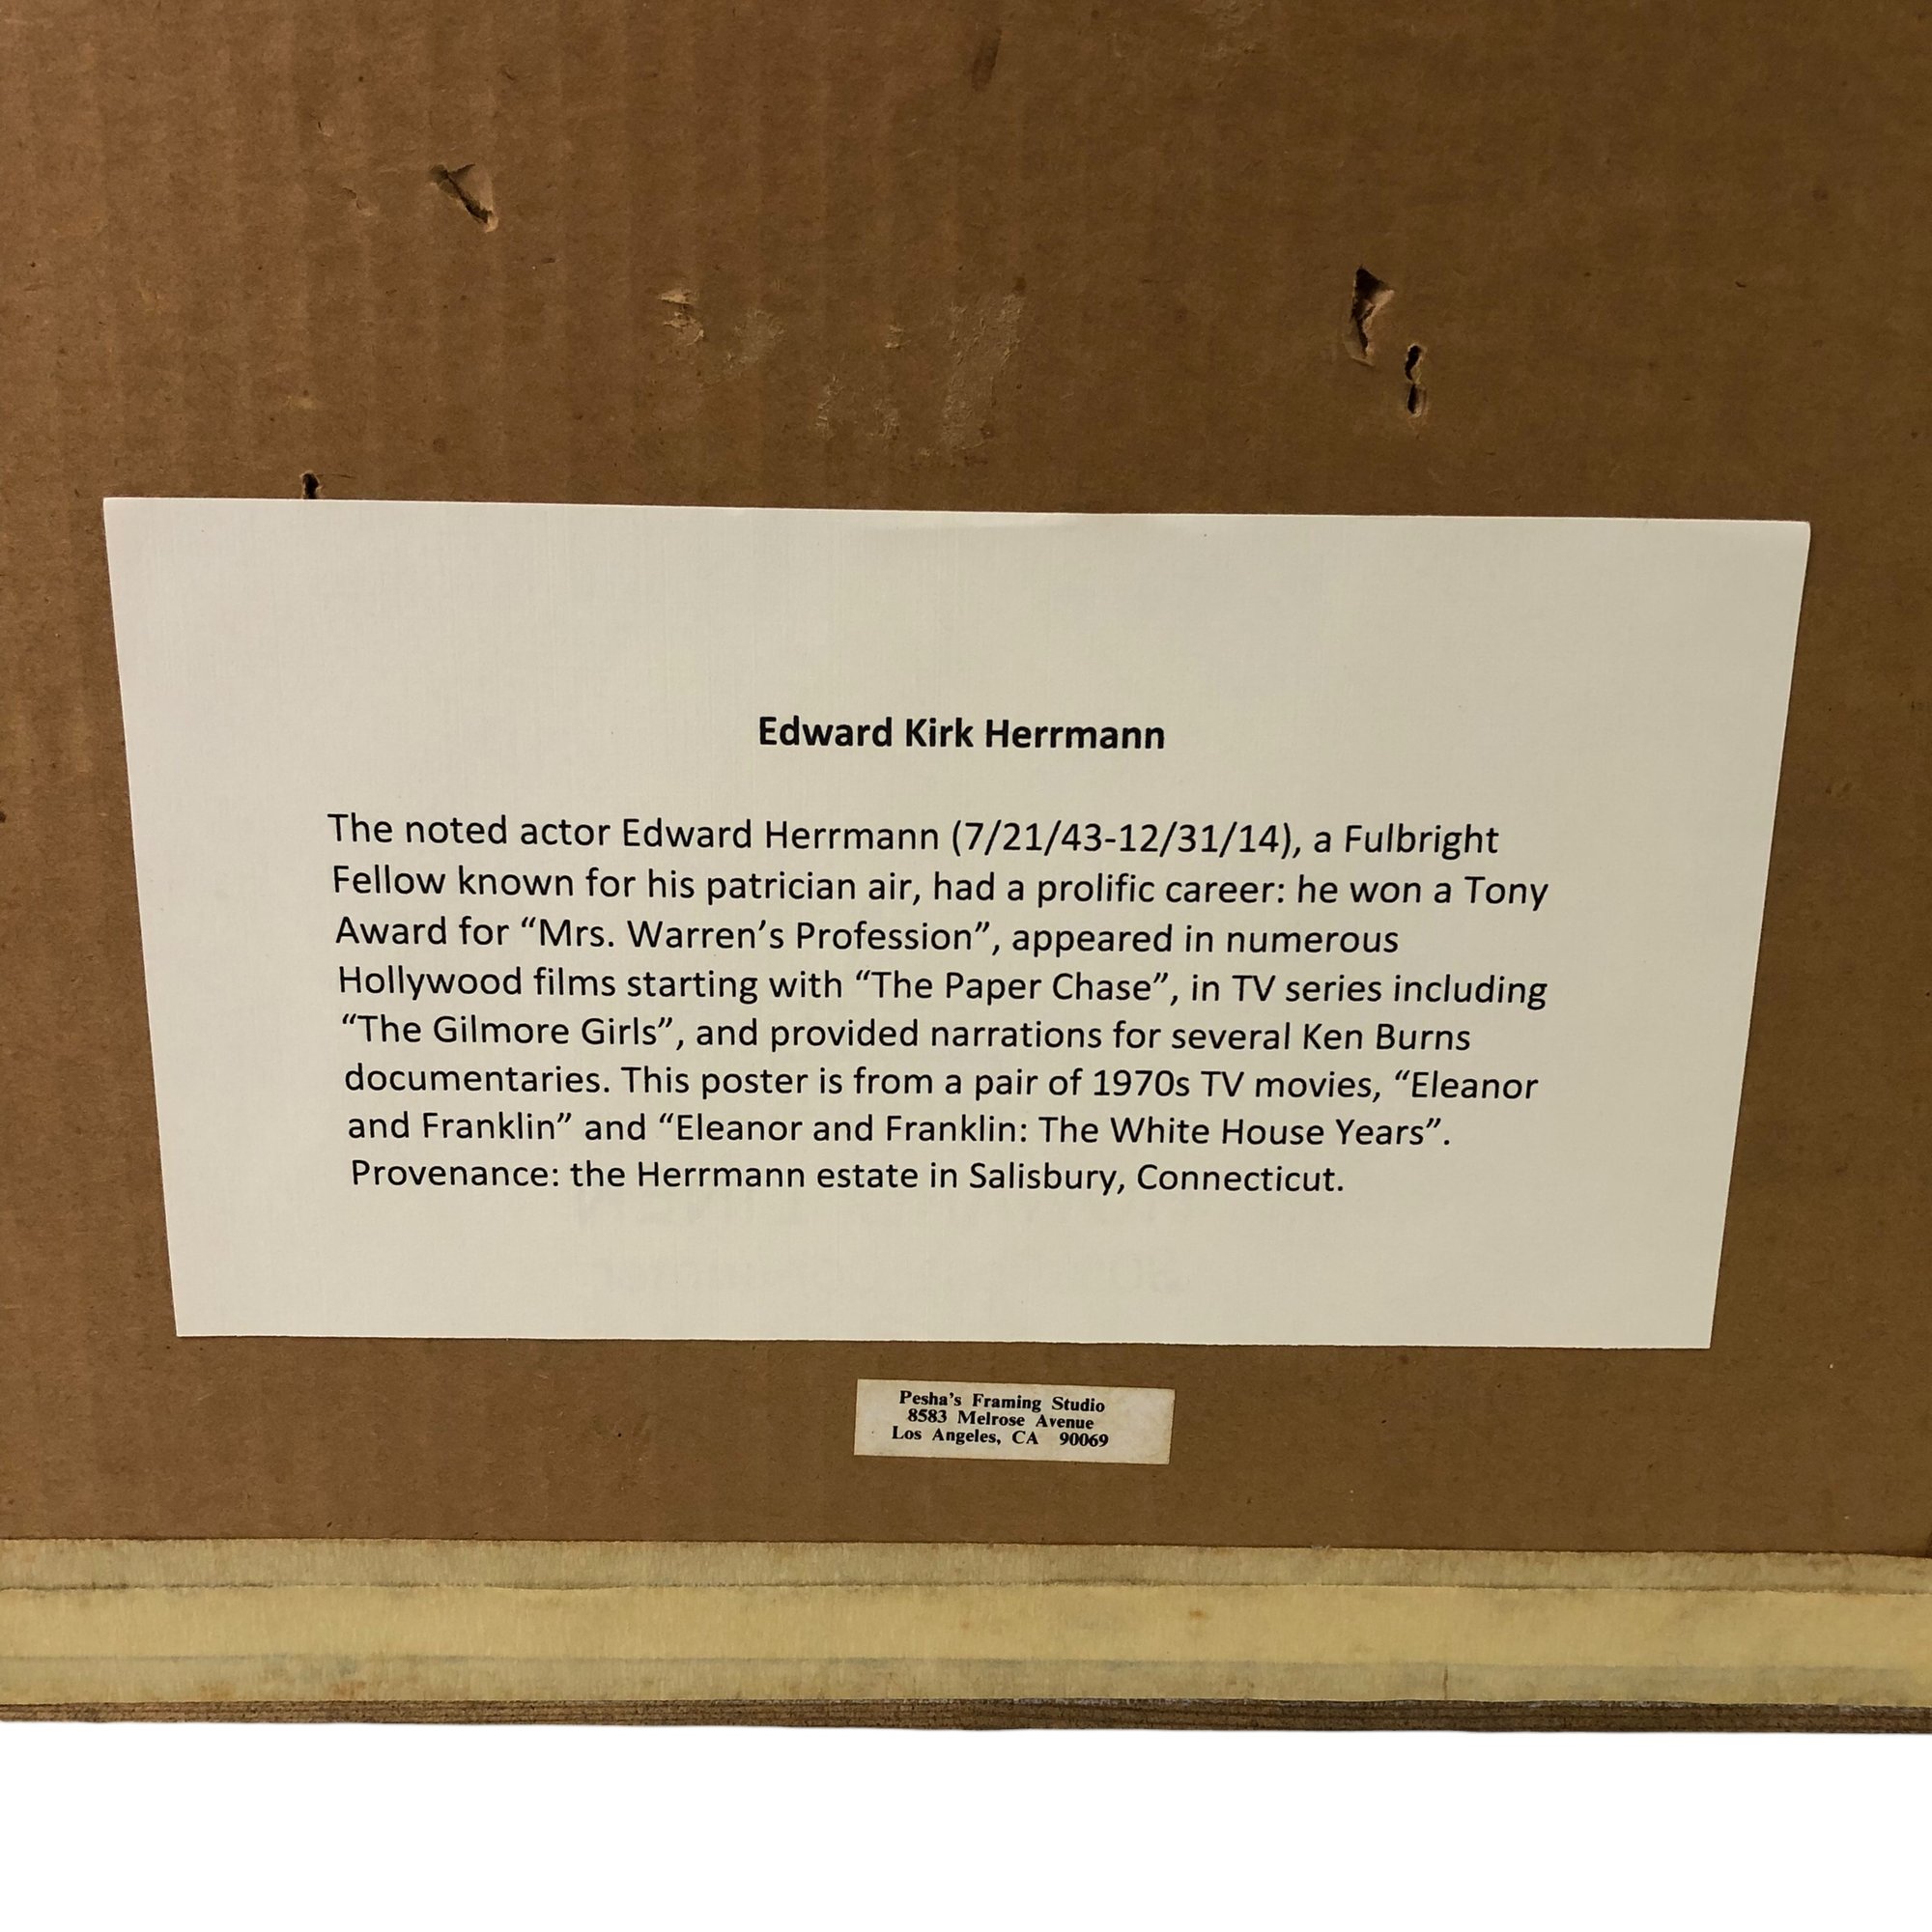 Edward Kirk Herrmann
The noted actor Edward Herrmann (7/21/43-12/31/14), a Fulbright
Fellow known for his patrician air, had a prolific career: he won a Tony
Award for “Mrs. Warren’s Profession”, appeared in numerous
Hollywood films starting with “The Paper Chase”, in TV series including
“The Gilmore Girls”, and provided narrations for several Ken Burns
documentaries. This poster is from a pair of 1970s TV movies, “Eleanor
and Franklin” and “Eleanor and Franklin: The White House Years”.
Provenance: the Herrmann estate in Salisbury, Connecticut.
Pesha's Framing Studio
8583 Melrose Avenue
Los Angeles, CA 90069